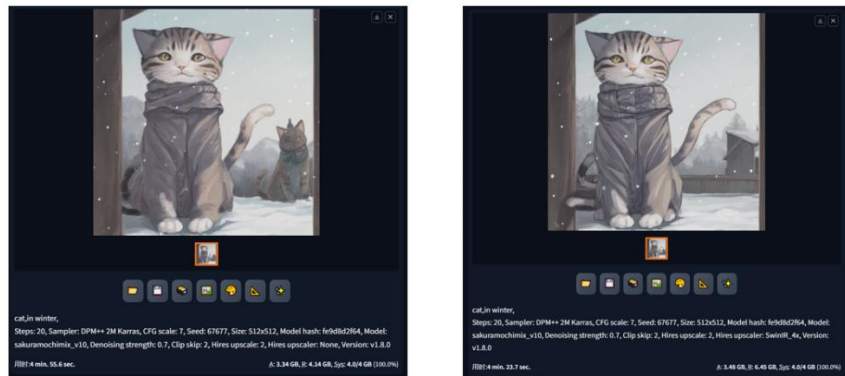 cat,in winter,
Steps: 20, Sampler: DPM++ 2M Karras, CFG scale: 7, Seed: 67677, Size: 512x512, Model hash: fe9d8d2f64, Model:
sakuramochimix_v10, Denoising strength: 0.7, Clip skip: 2, Hires upscale: 2, Hires upscaler: None, Version: v1.8.0
用时:4 min. 55.6 sec.
A: 3.34 GB, R: 4.14 GB, Sys: 4.0/4 GB (100.0%)
cat,in winter,
Steps: 20, Sampler: DPM++ 2M Karras, CFG scale: 7, Seed: 67677, Size: 512x512, Model hash: fe9d8d2f64, Model:
sakuramochimix_v10, Denoising strength: 0.7, Clip skip: 2, Hires upscale: 2, Hires upscaler: SwinIR_4x, Version:
v1.8.0
用时:4 min. 23.7 sec.
A: 3.48 GB, R: 6.45 GB, Sys: 4.0/4 GB (100.0%)